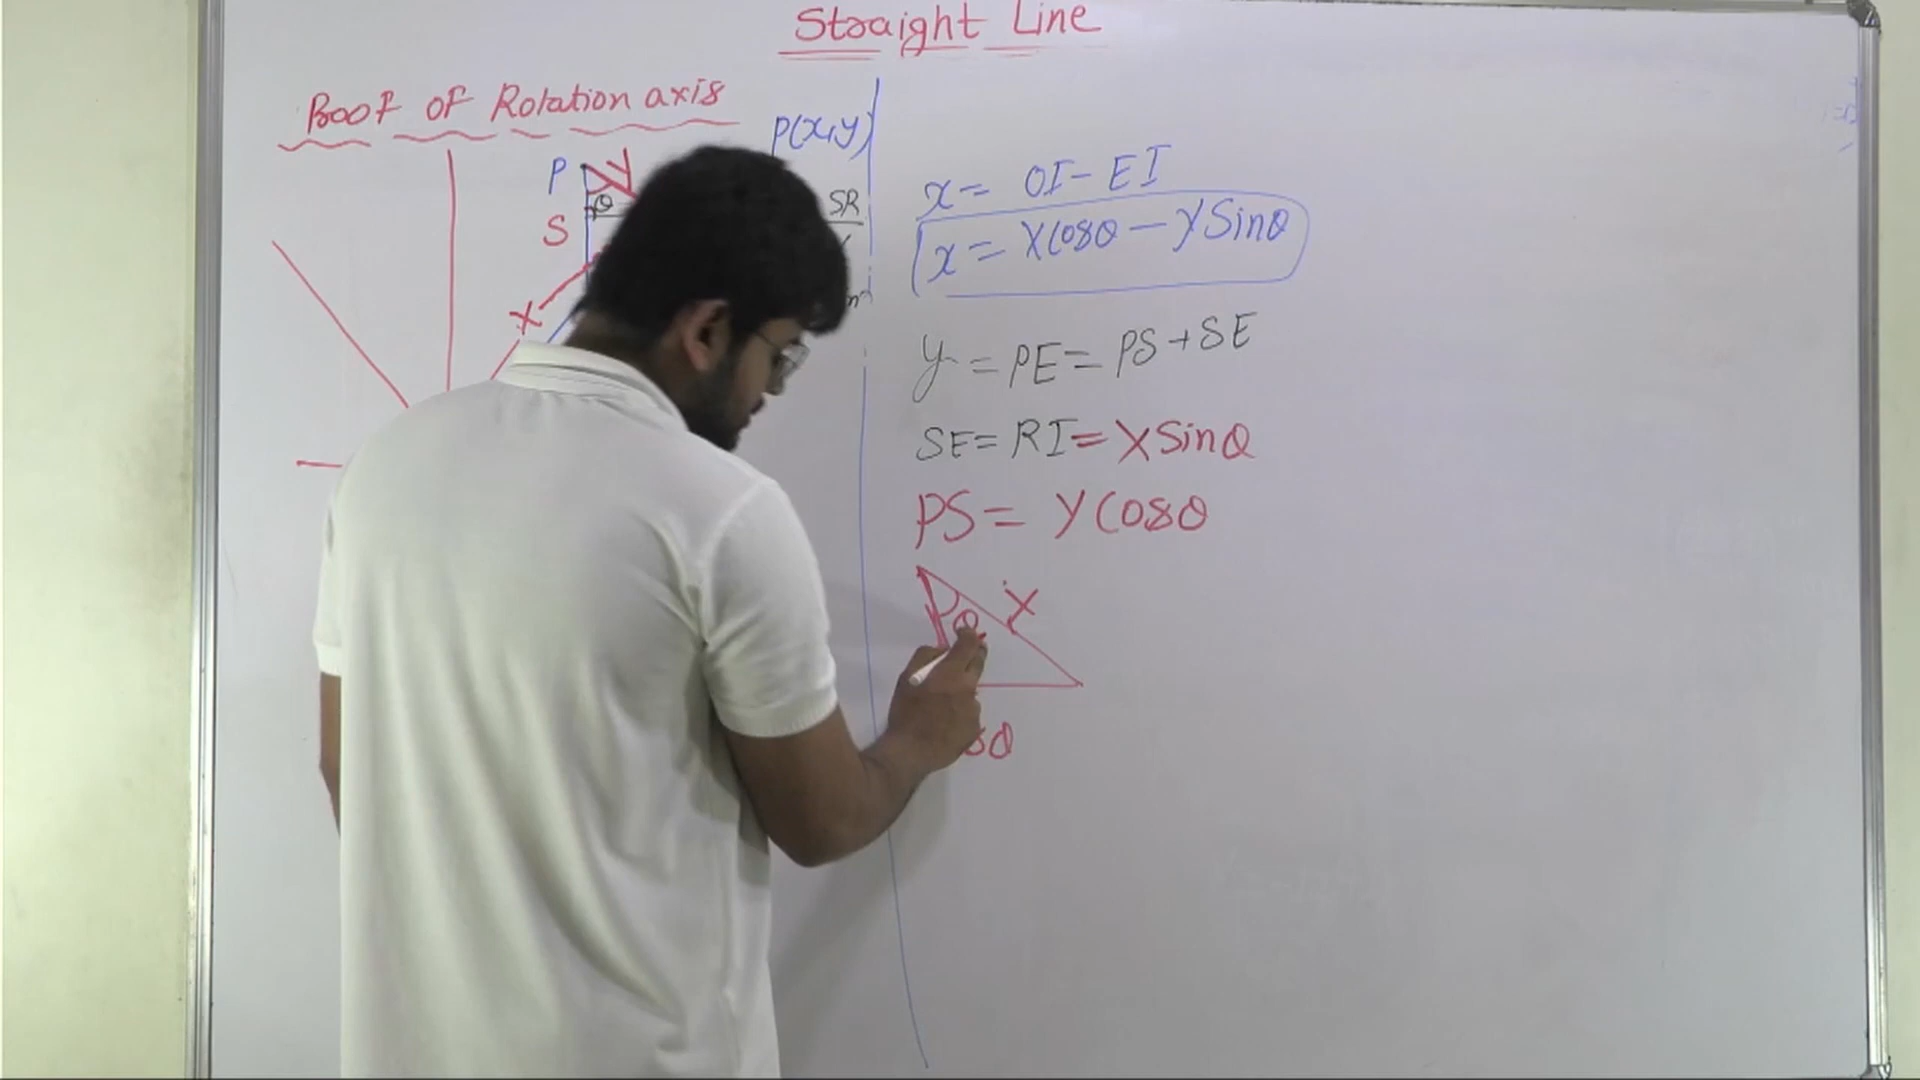 Straight Line
Proof of Rotation axis
P(x,y)
P
Y
θ
S
SR
X
x = OI - EI
x = Xcosθ - Ysinθ
y = PE = PS + SE
SE = RI = XSinθ
PS = YCosθ
θ